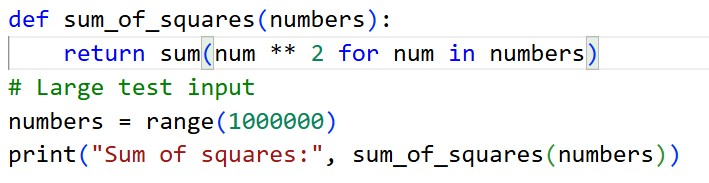 def sum_of_squares(numbers):
    return sum(num ** 2 for num in numbers)
# Large test input
numbers = range(1000000)
print("Sum of squares:", sum_of_squares(numbers))